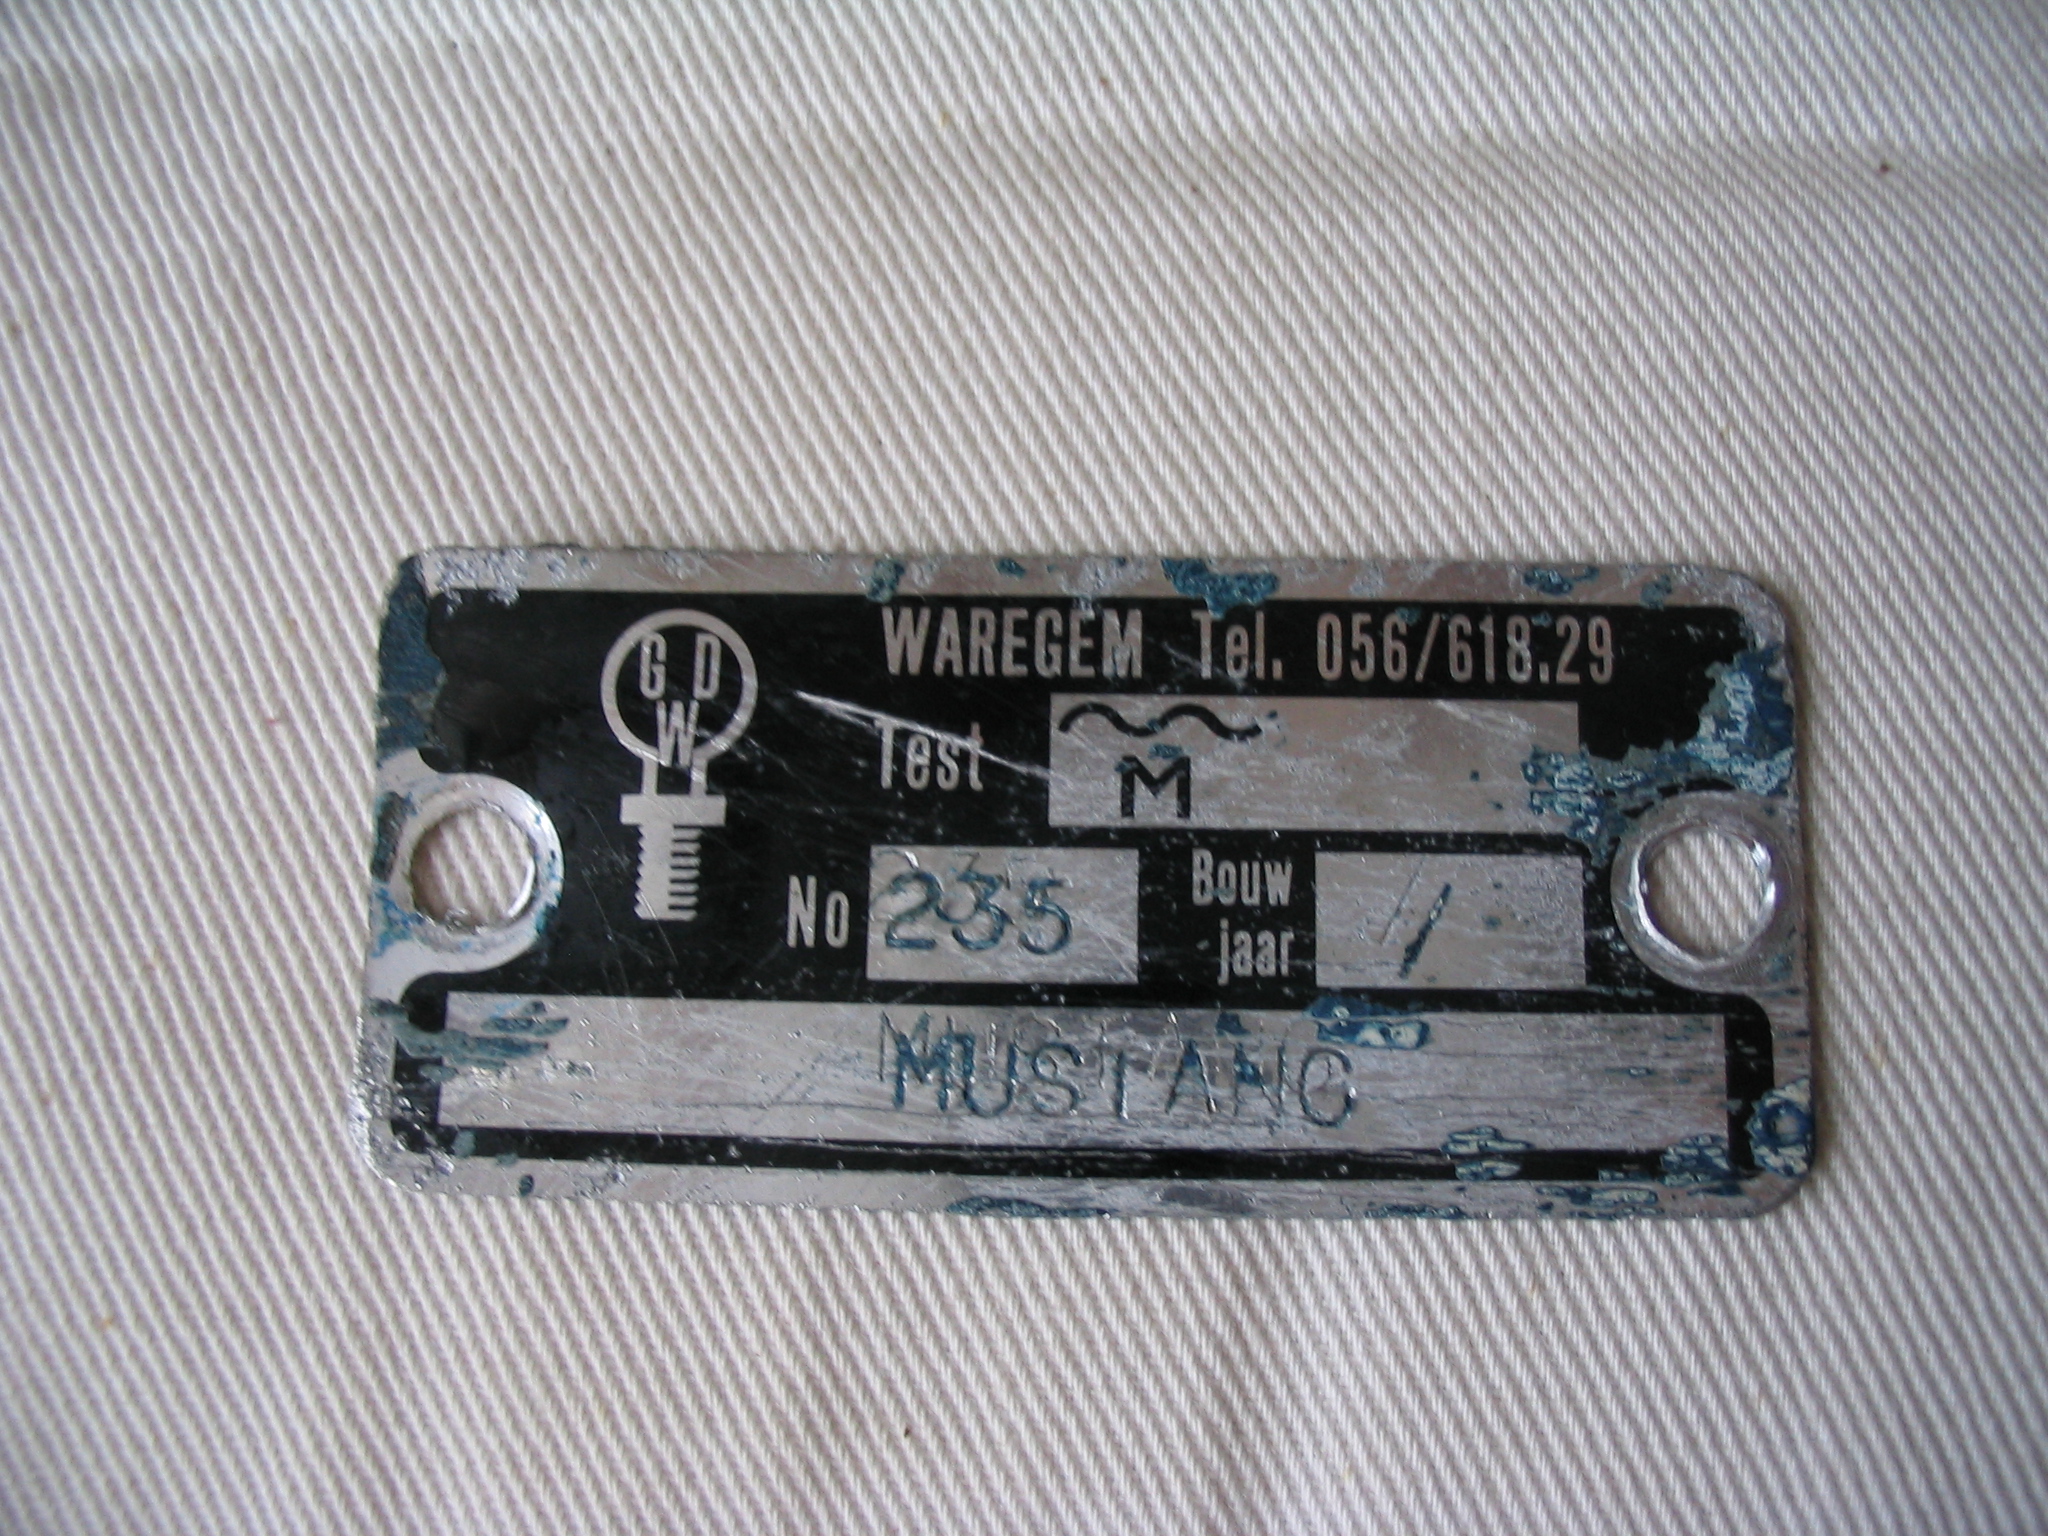 G D
W
WAREGEM Tel. 056/618.29
Test
M
No 235
Bouw
jaar /
MUSTANG